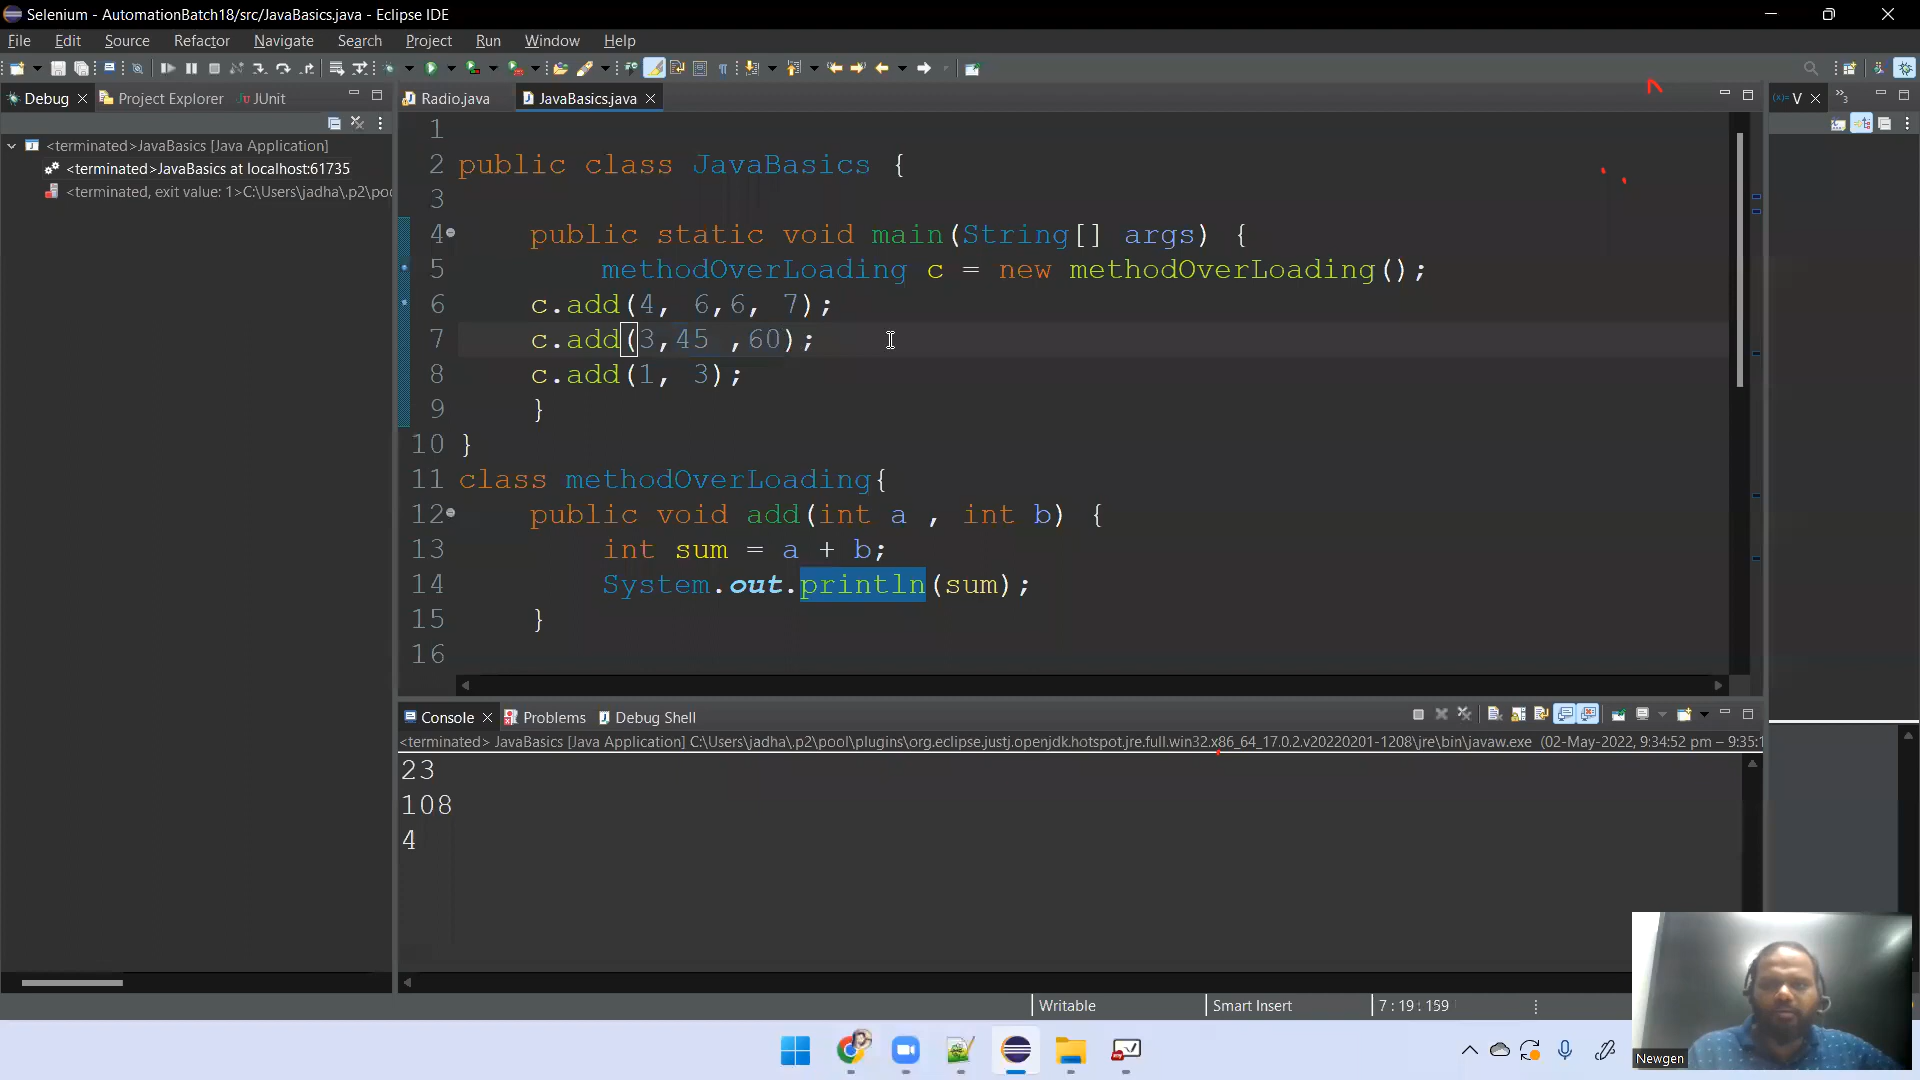 Selenium - AutomationBatch18/src/JavaBasics.java - Eclipse IDE
File Edit Source Refactor Navigate Search Project Run Window Help
Debug Project Explorer JUnit
Radio.java JavaBasics.java
(x)= V
3
<terminated>JavaBasics [Java Application]
<terminated>JavaBasics at localhost:61735
<terminated, exit value: 1>C:\Users\jadha\.p2\poo
1
2 public class JavaBasics {
3
4 public static void main(String[] args) {
5 methodOverLoading c = new methodOverLoading();
6 c.add(4, 6,6, 7);
7 c.add(3,45 ,60);
8 c.add(1, 3);
9 }
10 }
11 class methodOverLoading{
12 public void add(int a , int b) {
13 int sum = a + b;
14 System.out.println(sum);
15 }
16
Console Problems Debug Shell
<terminated> JavaBasics [Java Application] C:\Users\jadha\.p2\pool\plugins\org.eclipse.justj.openjdk.hotspot.jre.full.win32.x86_64_17.0.2.v20220201-1208\jre\bin\javaw.exe (02-May-2022, 9:34:52 pm – 9:35:1
23
108
4
Writable Smart Insert 7 : 19 : 159
Newgen